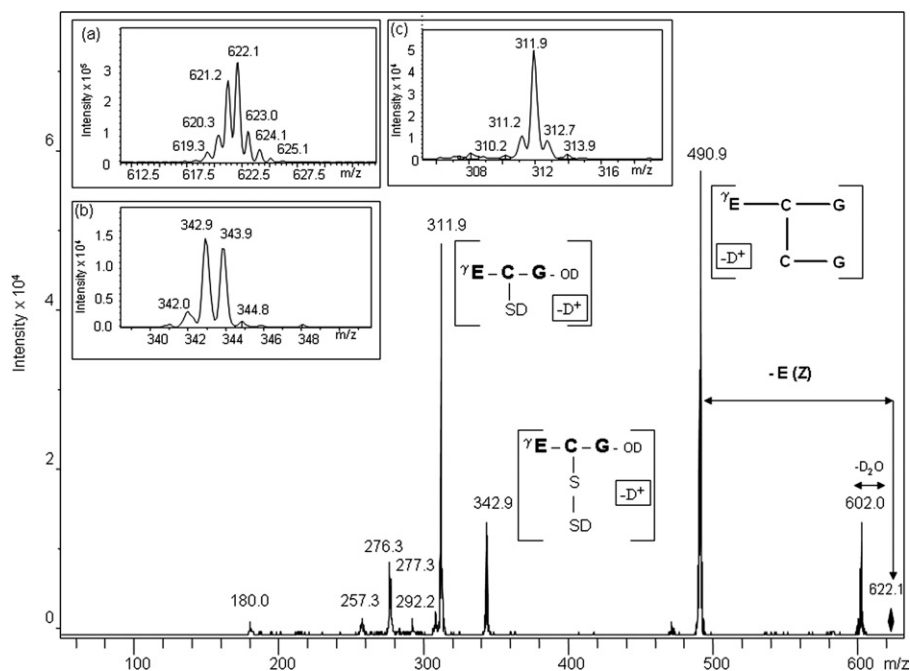 (a)
Intensity x 10⁵
3
2
1
0
622.1
621.2
620.3
623.0
619.3
624.1
625.1
612.5 617.5 622.5 627.5 m/z
(c)
Intensity x 10⁴
5
4
3
2
1
0
311.9
311.2
312.7
310.2
313.9
308 312 316 m/z
(b)
Intensity x 10⁴
1.5
1.0
0.5
0.0
342.9
343.9
342.0
344.8
340 342 344 346 348 m/z
Intensity x 10⁴
6
4
2
0
490.9
γE – C – G
C – G
-D⁺
311.9
γE – C – G - OD
SD
-D⁺
- E (Z)
γE – C – G - OD
S
SD
-D⁺
-D₂O
342.9
602.0
276.3
277.3
622.1
180.0
257.3
292.2
100 200 300 400 500 600 m/z